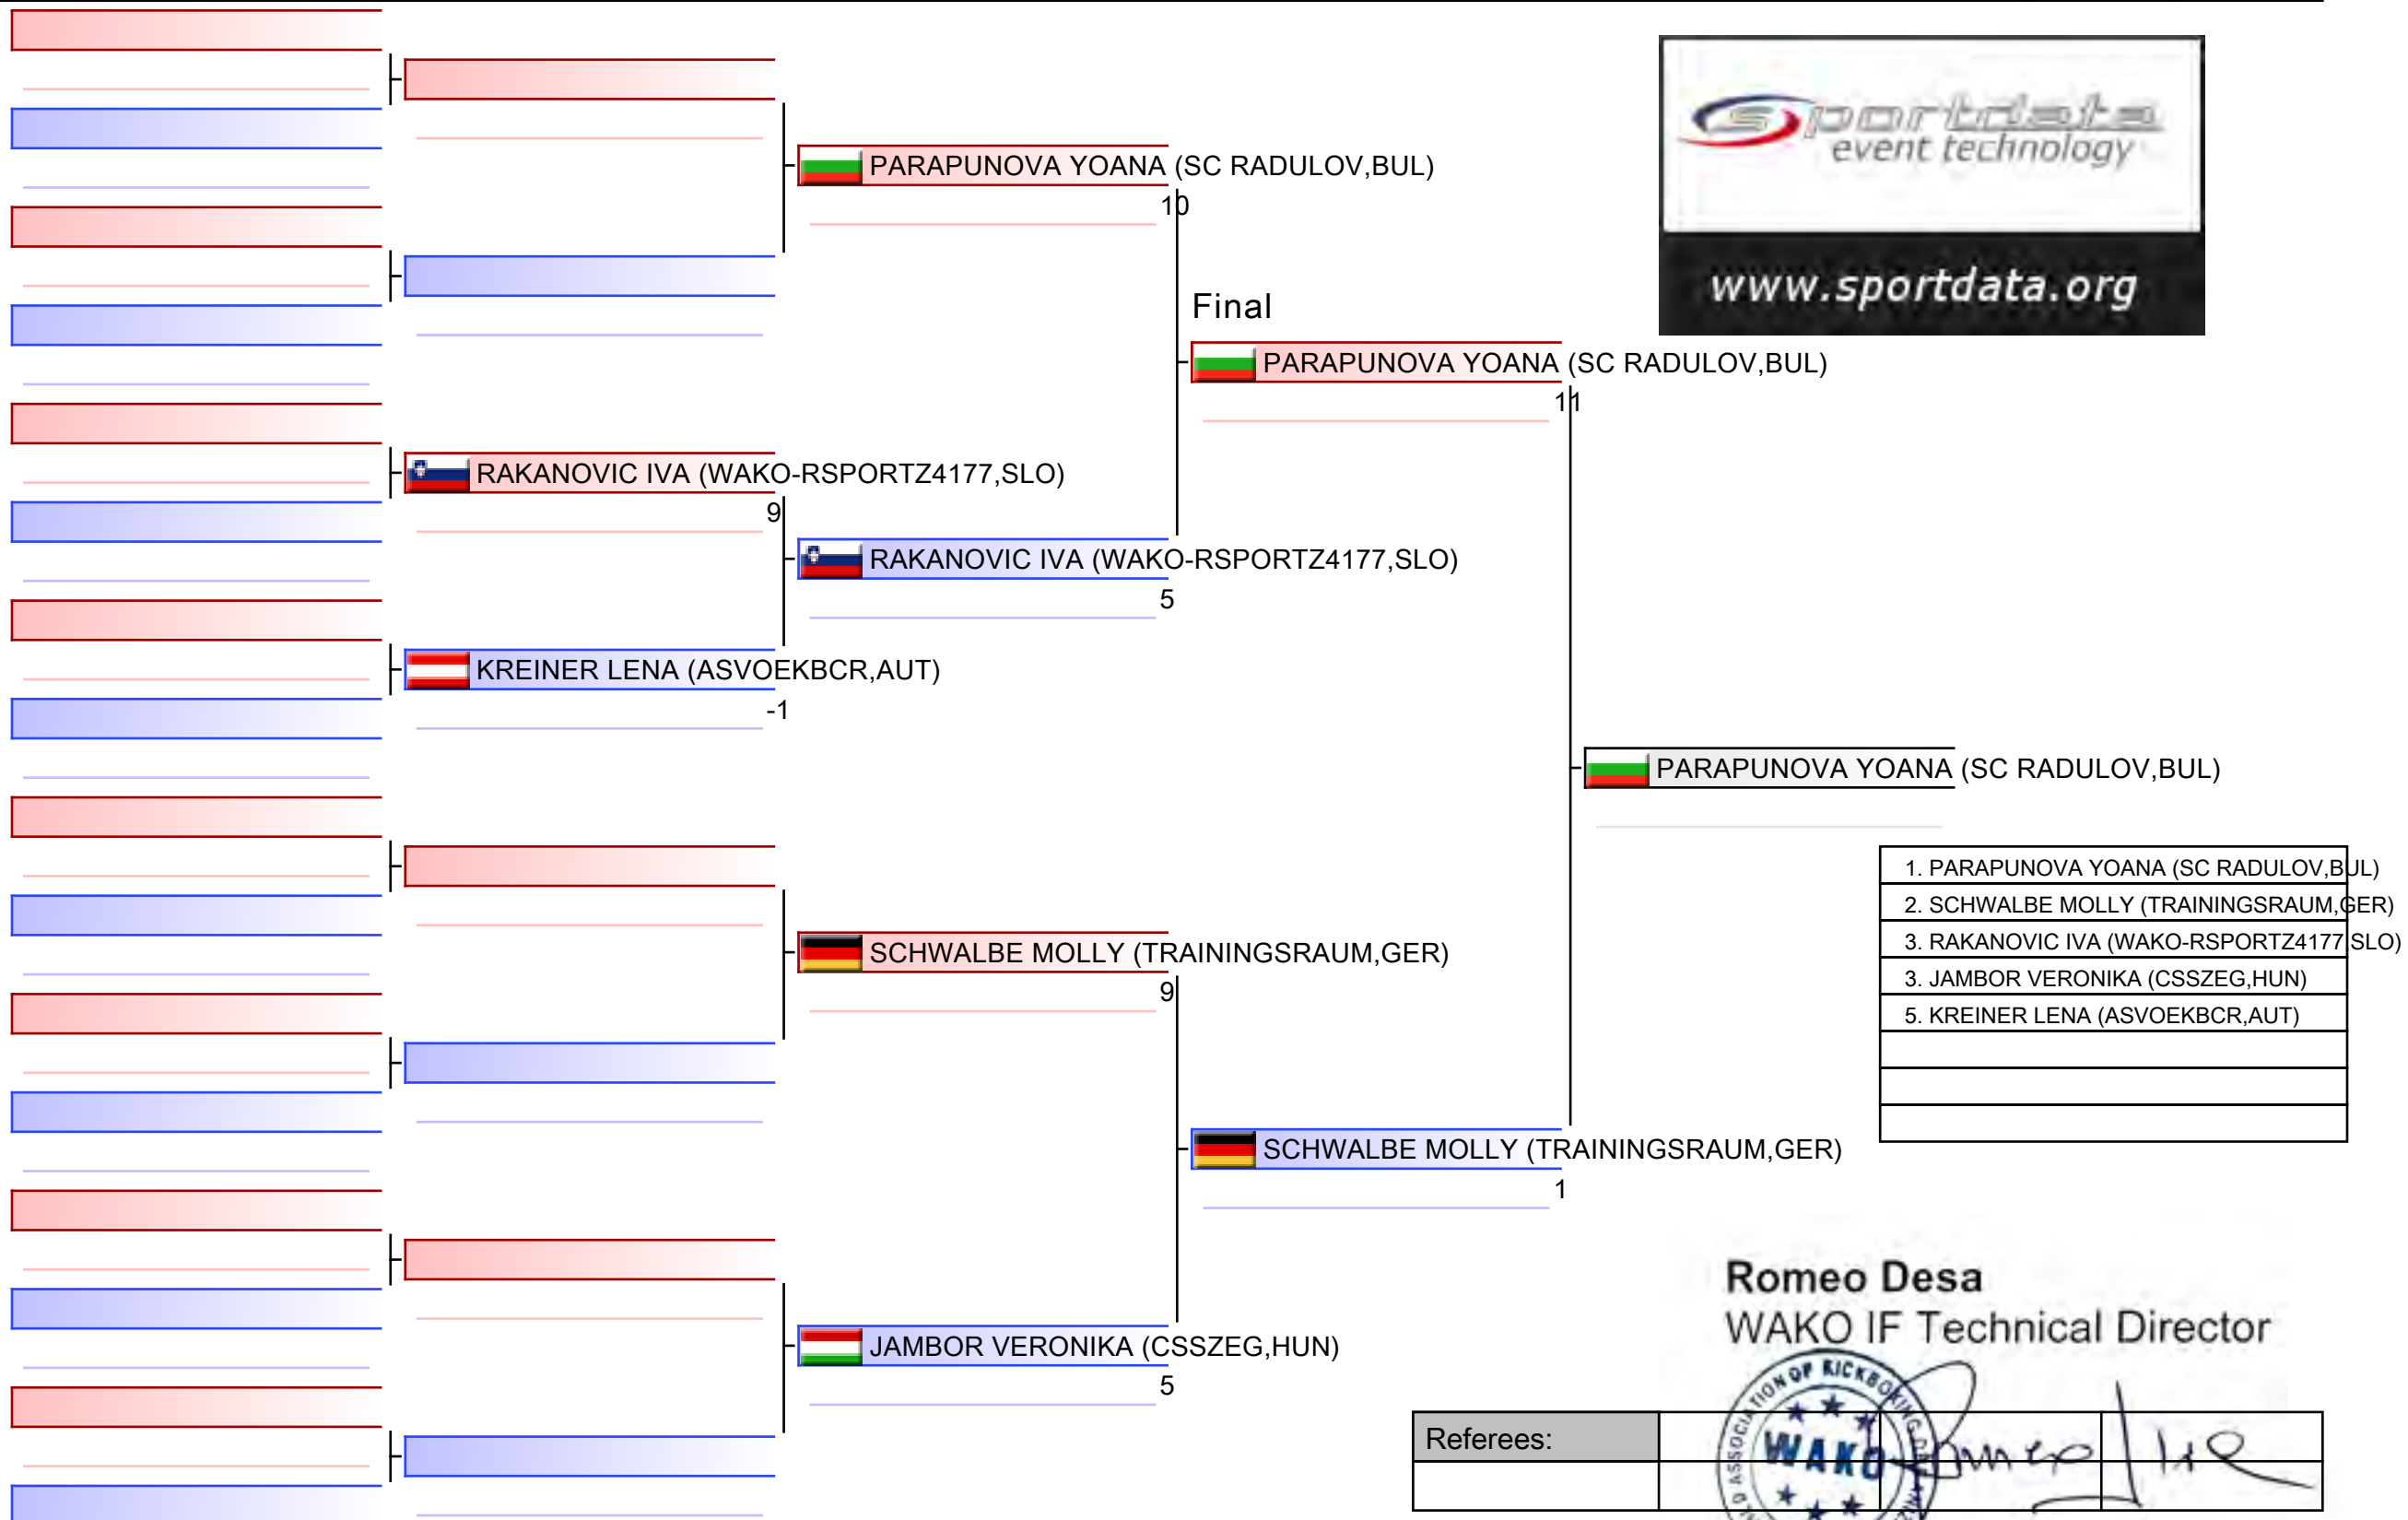 sportdata
event technology
www.sportdata.org
PARAPUNOVA YOANA (SC RADULOV,BUL)
10
Final
PARAPUNOVA YOANA (SC RADULOV,BUL)
11
RAKANOVIC IVA (WAKO-RSPORTZ4177,SLO)
9
RAKANOVIC IVA (WAKO-RSPORTZ4177,SLO)
5
KREINER LENA (ASVOEKBCR,AUT)
-1
PARAPUNOVA YOANA (SC RADULOV,BUL)
1. PARAPUNOVA YOANA (SC RADULOV,BUL)
2. SCHWALBE MOLLY (TRAININGSRAUM,GER)
3. RAKANOVIC IVA (WAKO-RSPORTZ4177,SLO)
3. JAMBOR VERONIKA (CSSZEG,HUN)
5. KREINER LENA (ASVOEKBCR,AUT)
SCHWALBE MOLLY (TRAININGSRAUM,GER)
9
SCHWALBE MOLLY (TRAININGSRAUM,GER)
1
JAMBOR VERONIKA (CSSZEG,HUN)
5
Romeo Desa
WAKO IF Technical Director
Referees:
ASSOCIATION OF KICKBOXING
WAKO